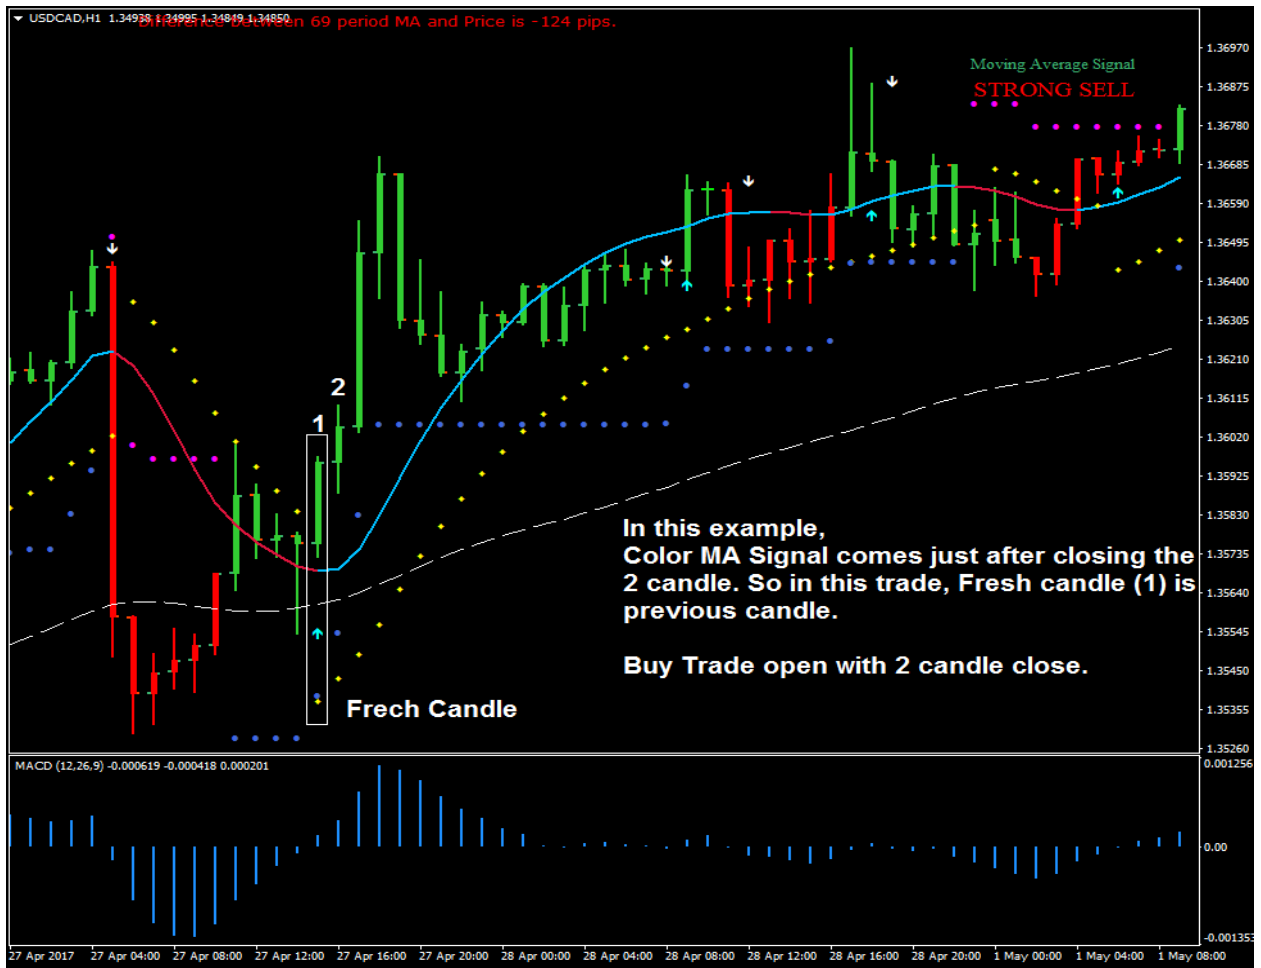 USDCAD,H1 1.34938 1.34995 1.34849 1.34850
Difference between 69 period MA and Price is -124 pips.
Moving Average Signal
STRONG SELL
1.36970
1.36875
1.36780
1.36685
1.36590
1.36495
1.36400
1.36305
1.36210
1.36115
1.36020
1.35925
1.35830
1.35735
1.35640
1.35545
1.35450
1.35355
1.35260
2
1
In this example,
Color MA Signal comes just after closing the
2 candle. So in this trade, Fresh candle (1) is
previous candle.
Buy Trade open with 2 candle close.
Frech Candle
MACD (12,26,9) -0.000619 -0.000418 0.000201
0.001256
0.00
-0.001353
27 Apr 2017 27 Apr 04:00 27 Apr 08:00 27 Apr 12:00 27 Apr 16:00 27 Apr 20:00 28 Apr 00:00 28 Apr 04:00 28 Apr 08:00 28 Apr 12:00 28 Apr 16:00 28 Apr 20:00 1 May 00:00 1 May 04:00 1 May 08:00